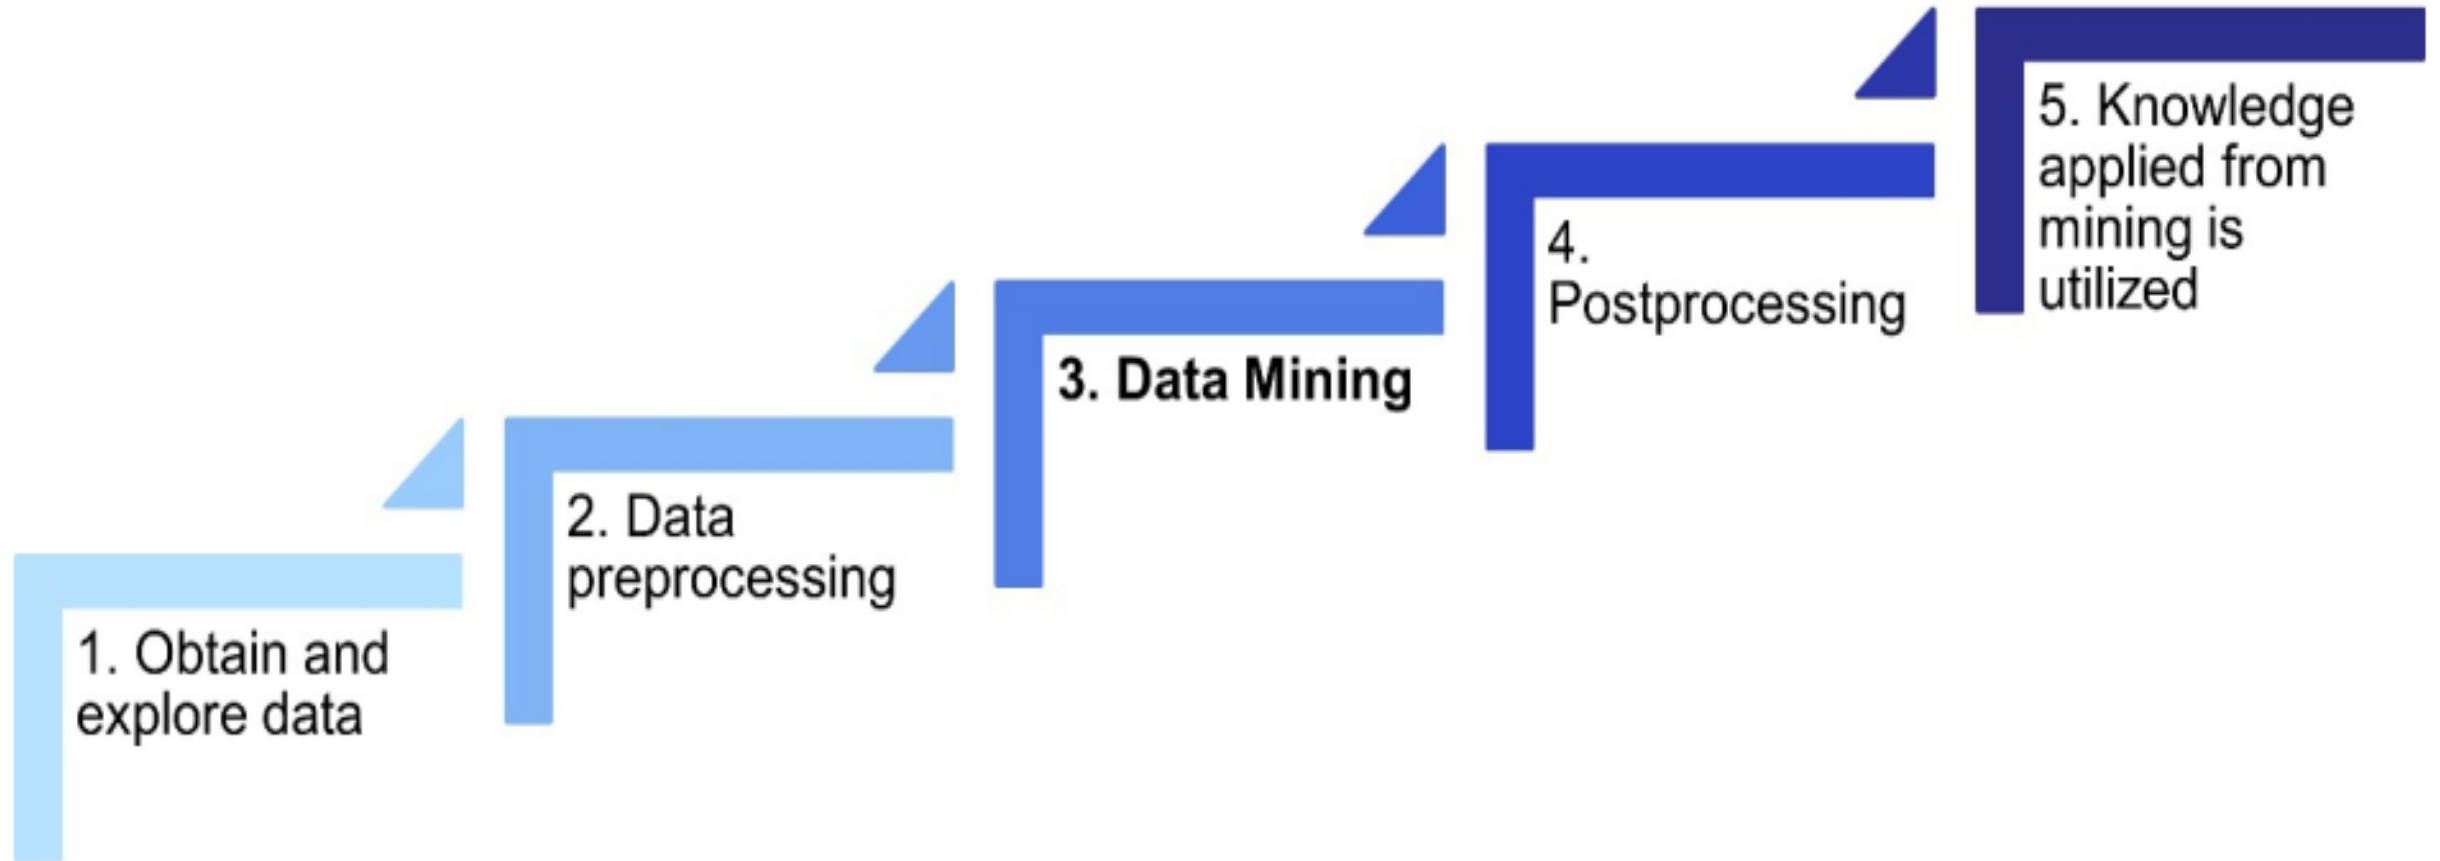 1. Obtain and
explore data
2. Data
preprocessing
3. Data Mining
4.
Postprocessing
5. Knowledge
applied from
mining is
utilized